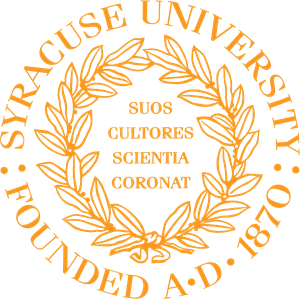 SYRACUSE UNIVERSITY
SUOS
CULTORES
SCIENTIA
CORONAT
FOUNDED A·D·1870